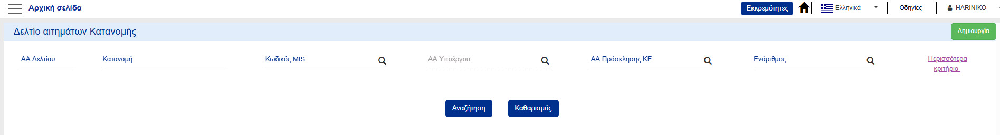 Αρχική σελίδα
Εκκρεμότητες
Ελληνικά
Οδηγίες
HARINIKO
Δελτίο αιτημάτων Κατανομής
Δημιουργία
ΑΑ Δελτίου
Κατανομή
Κωδικός MIS
ΑΑ Υποέργου
ΑΑ Πρόσκλησης ΚΕ
Ενάριθμος
Περισσότερα
κριτήρια
Αναζήτηση
Καθαρισμός